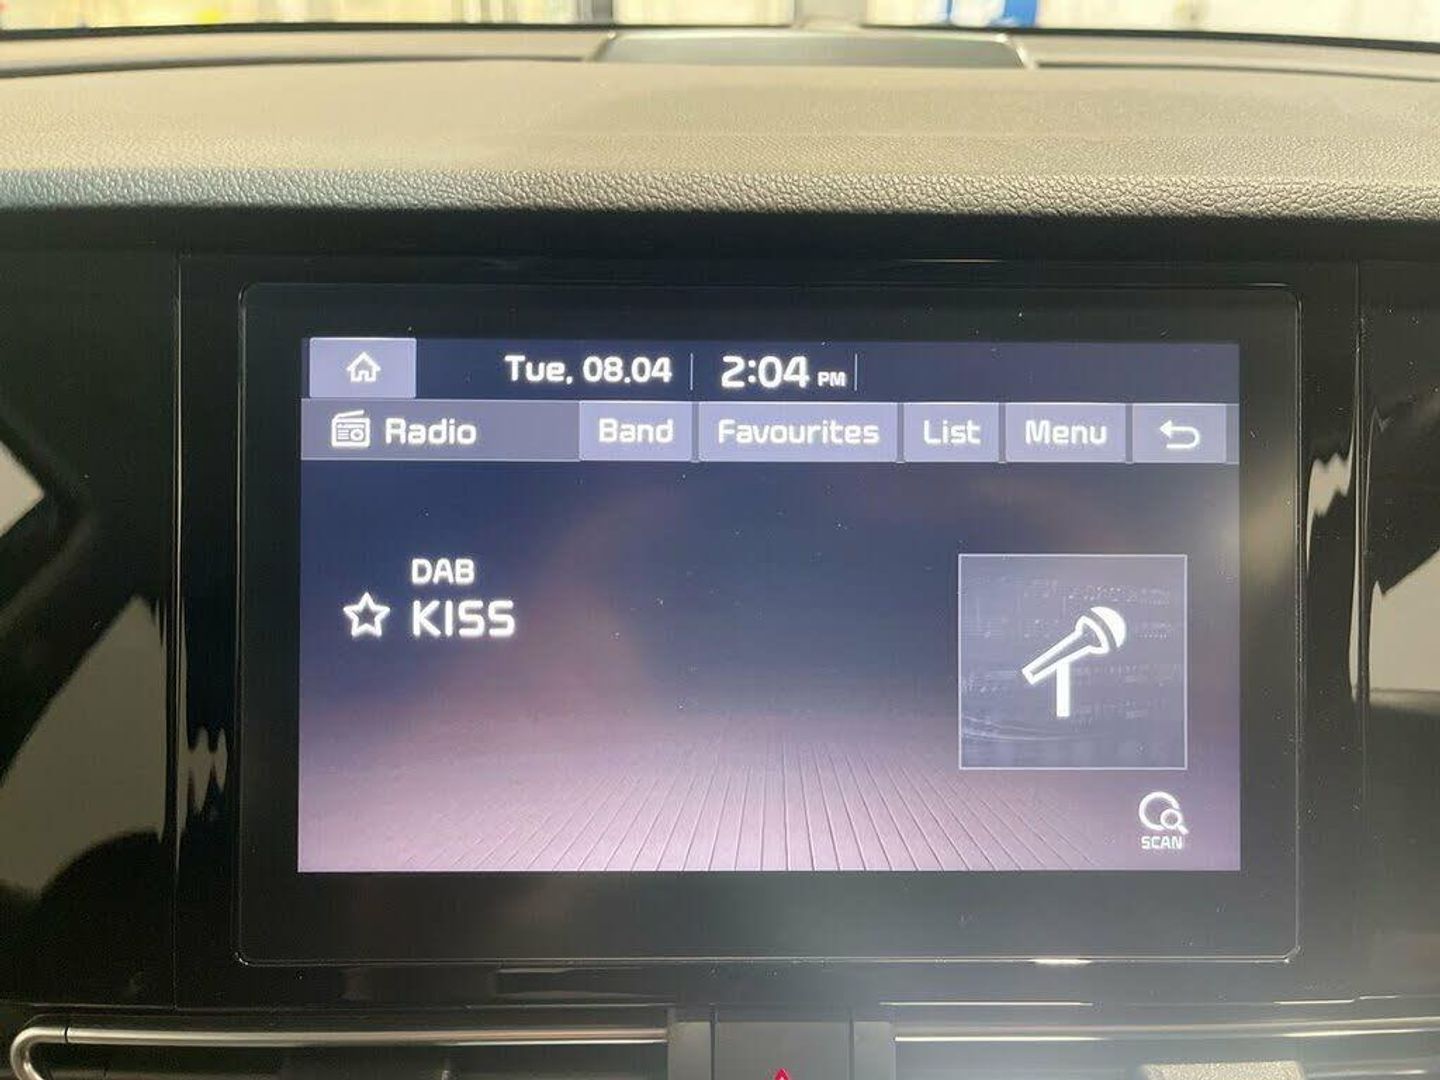 Tue, 08.04 2:04 PM
Radio Band Favourites List Menu
DAB
KISS
SCAN